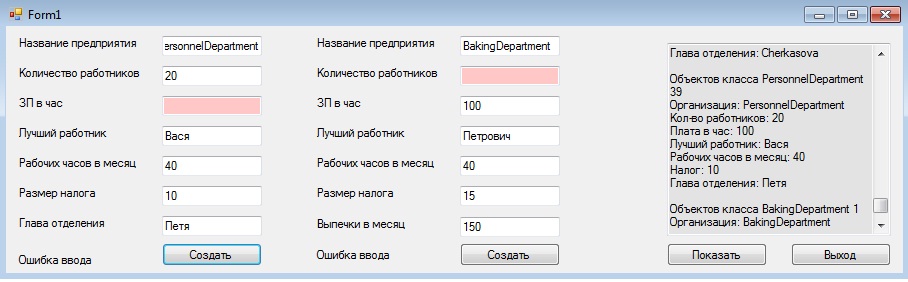 Form1
Название предприятия
ersonnelDepartment
Количество работников
20
ЗП в час
Лучший работник
Вася
Рабочих часов в месяц
40
Размер налога
10
Глава отделения
Петя
Ошибка ввода
Создать
Название предприятия
BakingDepartment
Количество работников
ЗП в час
100
Лучший работник
Петрович
Рабочих часов в месяц
40
Размер налога
15
Выпечки в месяц
150
Ошибка ввода
Создать
Глава отделения: Cherkasova
Объектов класса PersonnelDepartment
39
Организация: PersonnelDepartment
Кол-во работников: 20
Плата в час: 100
Лучший работник: Вася
Рабочих часов в месяц: 40
Налог: 10
Глава отделения: Петя
Объектов класса BakingDepartment 1
Организация: BakingDepartment
Показать
Выход